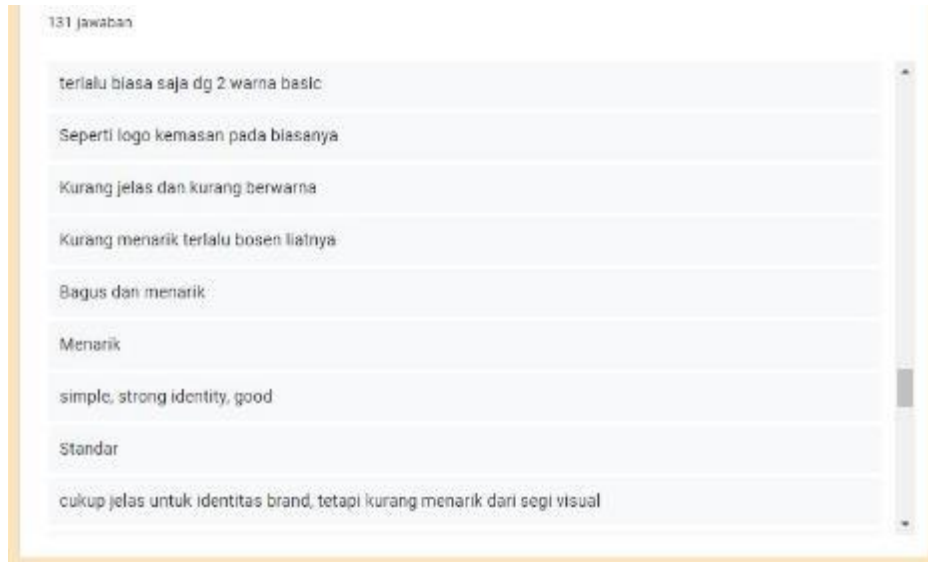 131 jawaban
terlalu biasa saja dg 2 warna basic
Seperti logo kemasan pada biasanya
Kurang jelas dan kurang berwarna
Kurang menarik terlalu bosen liatnya
Bagus dan menarik
Menarik
simple, strong identity, good
Standar
cukup jelas untuk identitas brand, tetapi kurang menarik dari segi visual